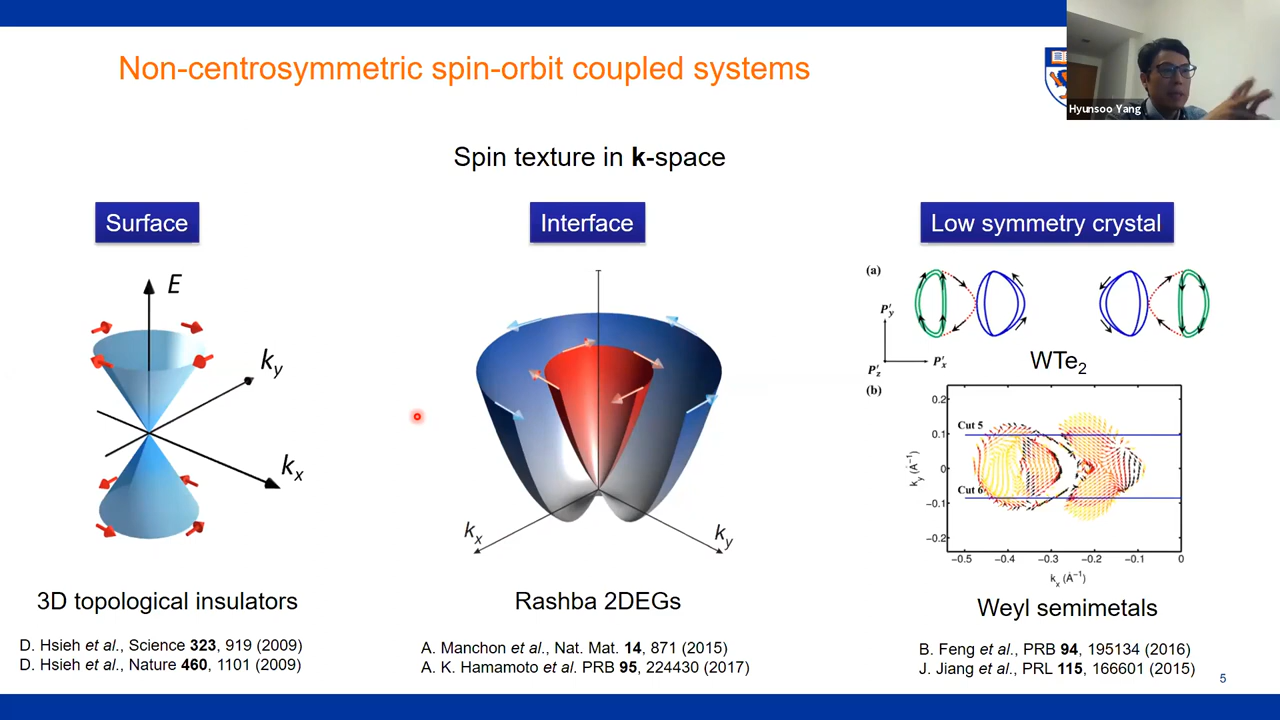 Non-centrosymmetric spin-orbit coupled systems
Hyunsoo Yang
Spin texture in k-space
Surface
Interface
Low symmetry crystal
E
k_y
k_x
3D topological insulators
D. Hsieh et al., Science 323, 919 (2009)
D. Hsieh et al., Nature 460, 1101 (2009)
k_x
k_y
Rashba 2DEGs
A. Manchon et al., Nat. Mat. 14, 871 (2015)
A. K. Hamamoto et al. PRB 95, 224430 (2017)
(a)
P'_y
P'_x
P'_z
WTe₂
(b)
0.2
Cut 5
0.1
0
Cut 6
−0.1
−0.2
k_y (Å⁻¹)
−0.5 −0.4 −0.3 −0.2 −0.1 0
k_x (Å⁻¹)
Weyl semimetals
B. Feng et al., PRB 94, 195134 (2016)
J. Jiang et al., PRL 115, 166601 (2015)
5